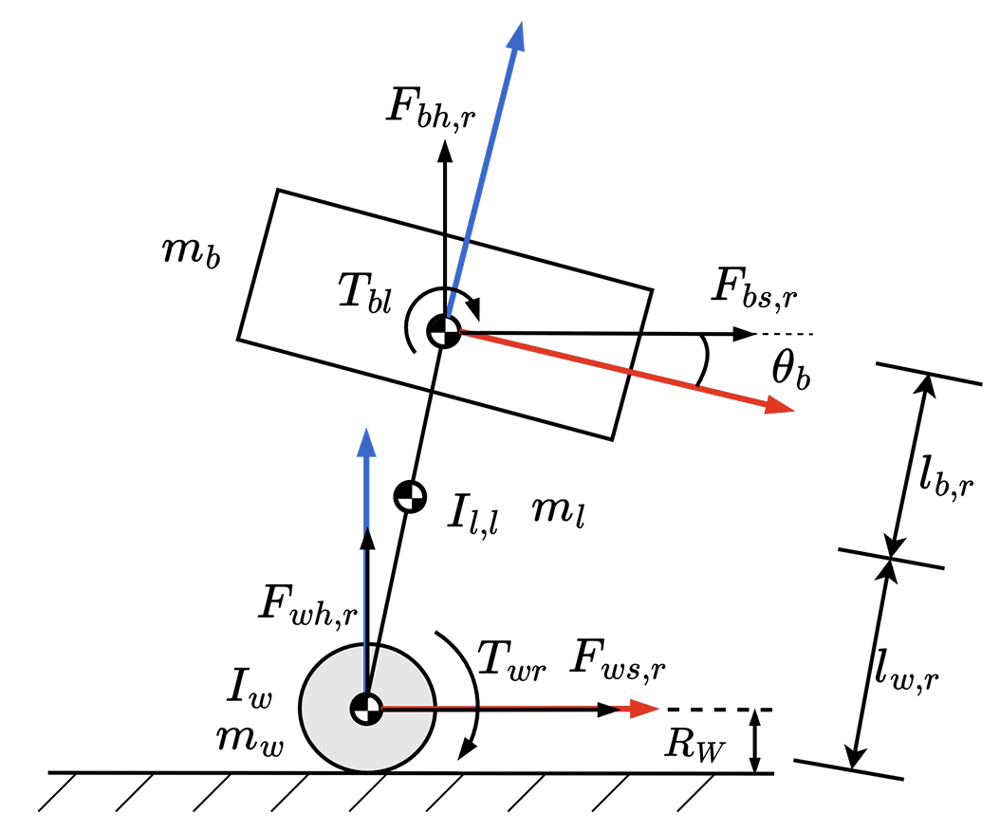 F_{bh,r}
m_b
T_{bl}
F_{bs,r}
θ_b
l_{b,r}
I_{l,l} m_l
F_{wh,r}
T_{wr} F_{ws,r}
l_{w,r}
I_w
m_w
R_W